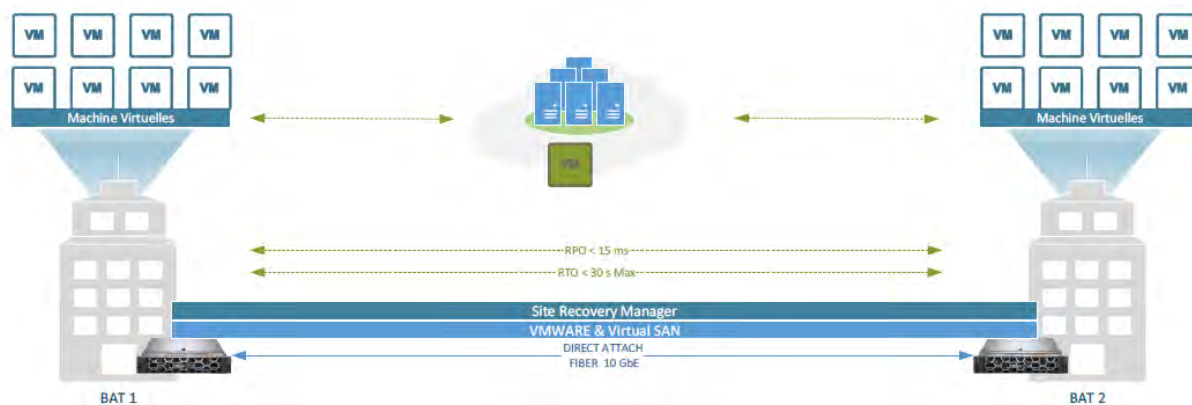 VM VM VM VM
VM VM VM VM
Machine Virtuelles
VM VM VM VM
VM VM VM VM
Machine Virtuelles
VM
RPO < 15 ms
RTO < 30 s Max
Site Recovery Manager
VMWARE & Virtual SAN
DIRECT ATTACH
FIBER 10 GbE
BAT 1
BAT 2